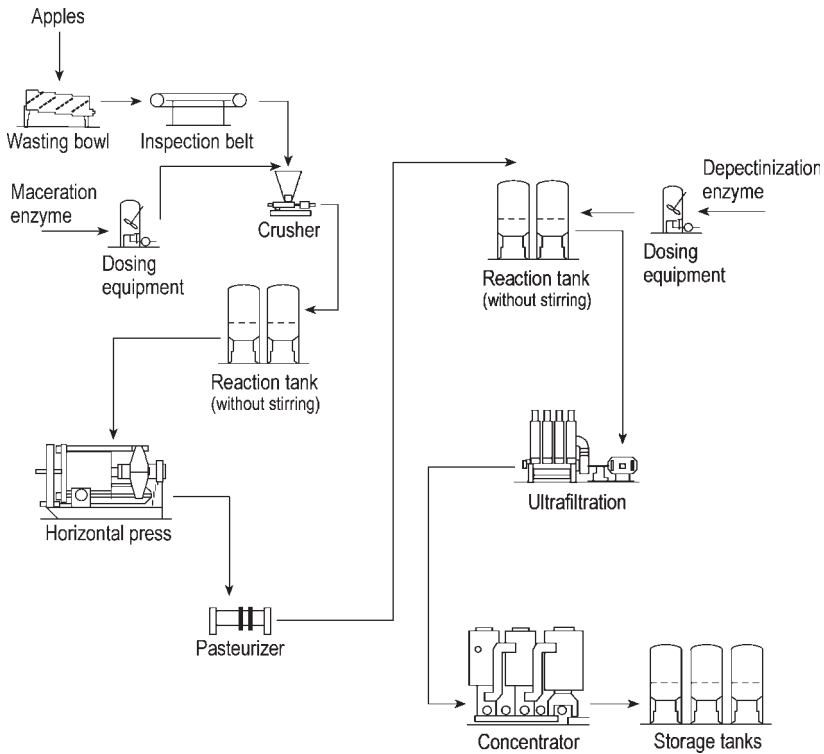 Apples
Wasting bowl
Inspection belt
Maceration
enzyme
Dosing
equipment
Crusher
Reaction tank
(without stirring)
Horizontal press
Pasteurizer
Depectinization
enzyme
Dosing
equipment
Reaction tank
(without stirring)
Ultrafiltration
Concentrator
Storage tanks